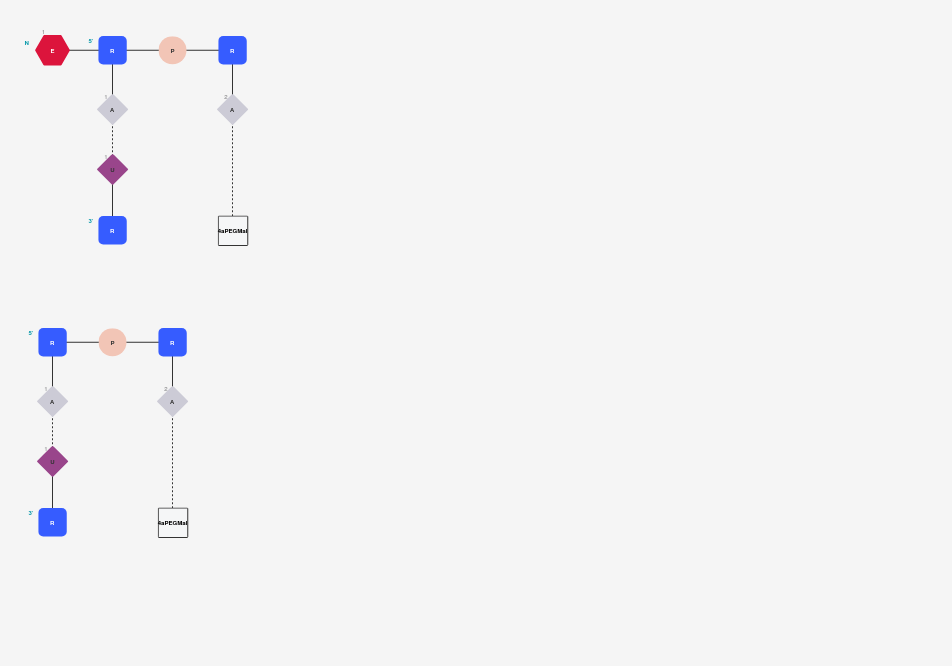 1
N E 5' R P R
1 A 2 A
1 U
3' R 4aPEGMal
5' R P R
1 A 2 A
1 U
3' R 4aPEGMal